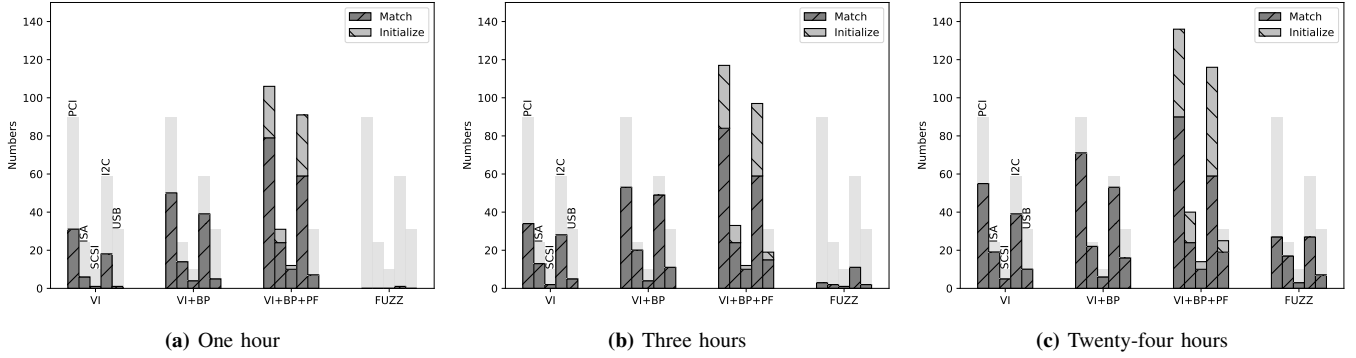 140
120
100
80
60
40
20
0
Numbers
Match
Initialize
PCI
ISA
SCSI
I2C
USB
VI
VI+BP
VI+BP+PF
FUZZ
(a) One hour
140
120
100
80
60
40
20
0
Numbers
Match
Initialize
PCI
ISA
SCSI
I2C
USB
VI
VI+BP
VI+BP+PF
FUZZ
(b) Three hours
140
120
100
80
60
40
20
0
Numbers
Match
Initialize
PCI
ISA
SCSI
I2C
USB
VI
VI+BP
VI+BP+PF
FUZZ
(c) Twenty-four hours